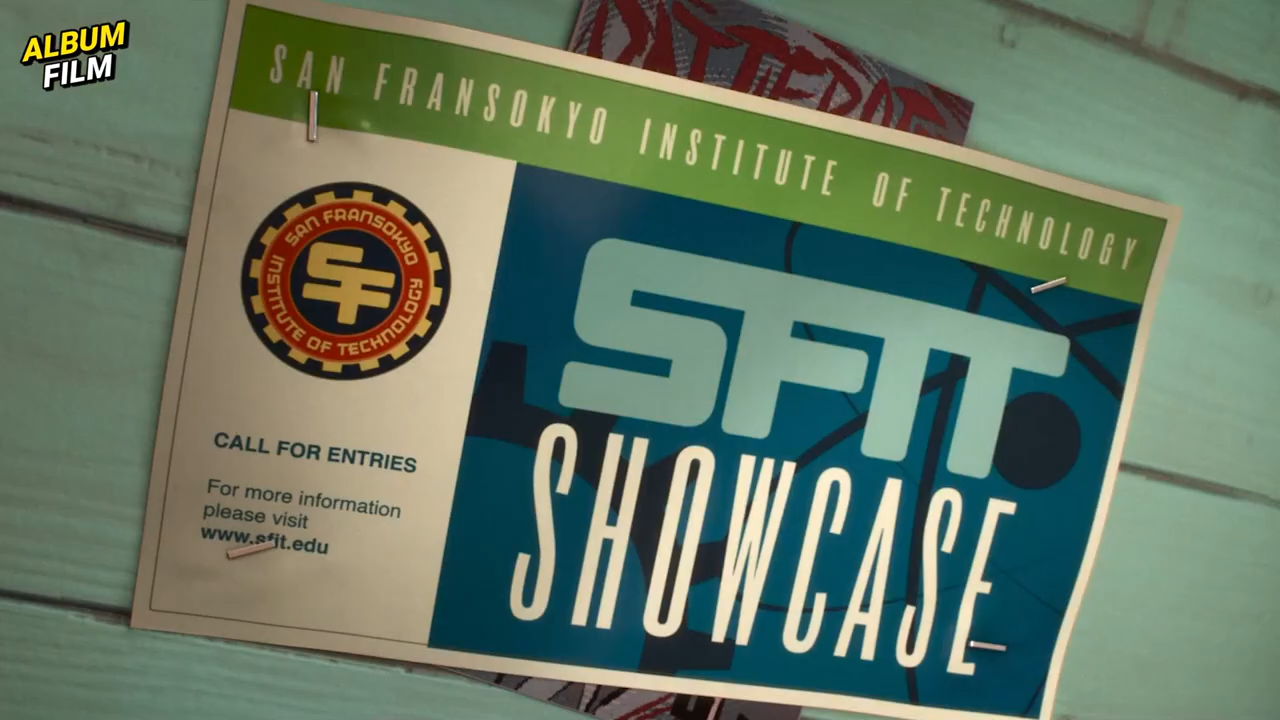 ALBUM
FILM
SAN FRANSOKYO INSTITUTE OF TECHNOLOGY
SAN FRANSOKYO
INSTITUTE OF TECHNOLOGY
SF
CALL FOR ENTRIES
For more information
please visit
www.sfit.edu
SFIT
SHOWCASE